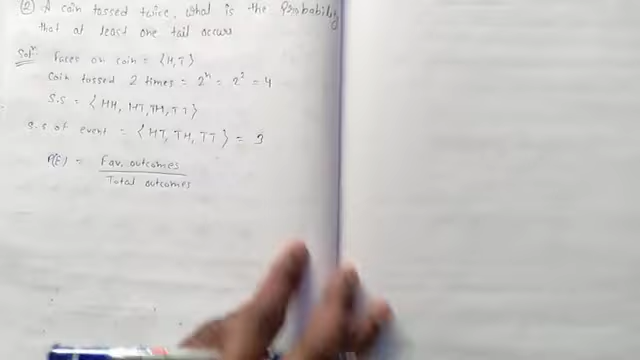 ② A coin tossed twice, what is the Probability
that at least one tail occurs
Solⁿ: Faces on coin = {H, T}
Coin tossed 2 times = 2ⁿ = 2² = 4
S.S = {HH, HT, TH, TT}
S.S of event = {HT, TH, TT} = 3
P(E) = Fav. outcomes
Total outcomes